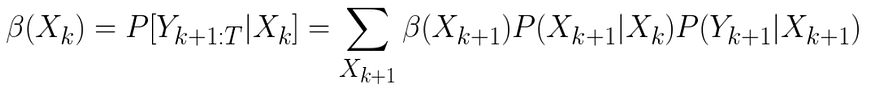 β(X_k) = P[Y_{k+1:T}|X_k] = ∑_{X_{k+1}} β(X_{k+1})P(X_{k+1}|X_k)P(Y_{k+1}|X_{k+1})